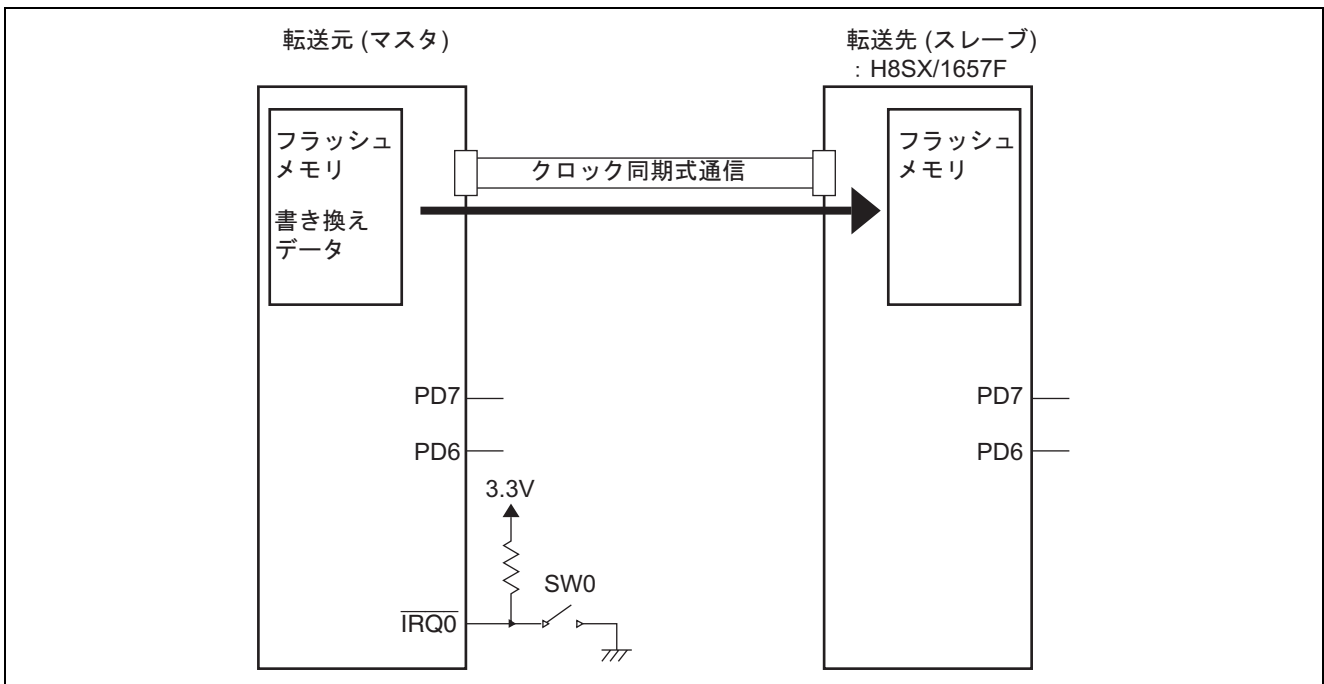 転送元 (マスタ)
転送先 (スレーブ)
: H8SX/1657F
フラッシュ
メモリ
書き換え
データ
クロック同期式通信
フラッシュ
メモリ
PD7
PD6
PD7
PD6
3.3V
SW0
IRQ0